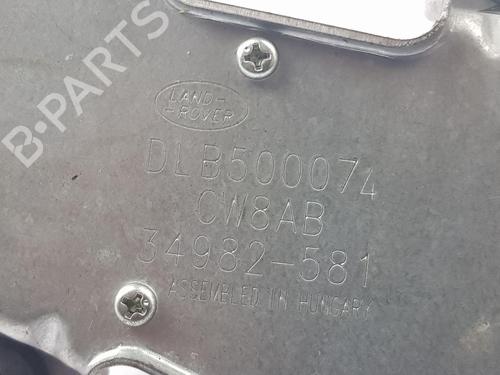 B-PARTS
LAND-
-ROVER
DLB500074
CW8AB
34982-581
ASSEMBLED IN HUNGARY